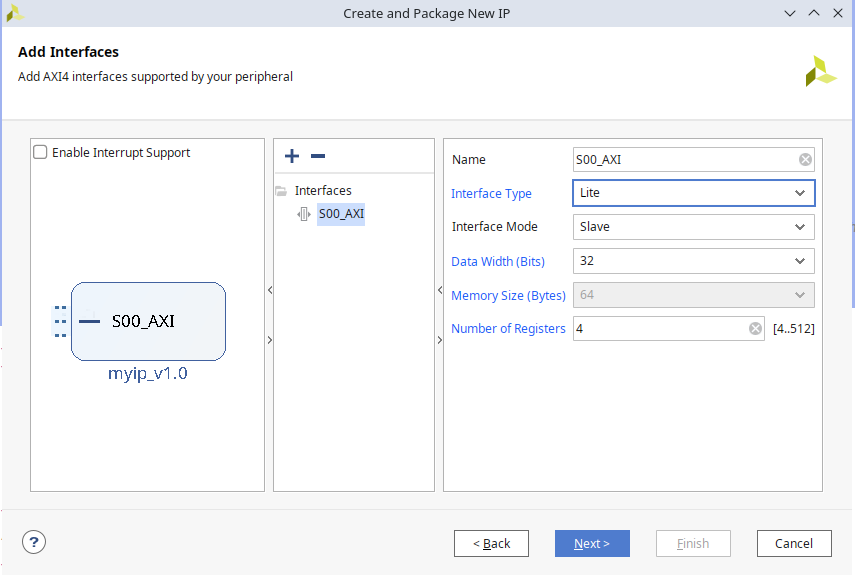 Create and Package New IP
Add Interfaces
Add AXI4 interfaces supported by your peripheral
Enable Interrupt Support
S00_AXI
myip_v1.0
Interfaces
S00_AXI
Name S00_AXI
Interface Type Lite
Interface Mode Slave
Data Width (Bits) 32
Memory Size (Bytes) 64
Number of Registers 4 [4..512]
?
< Back
Next >
Finish
Cancel